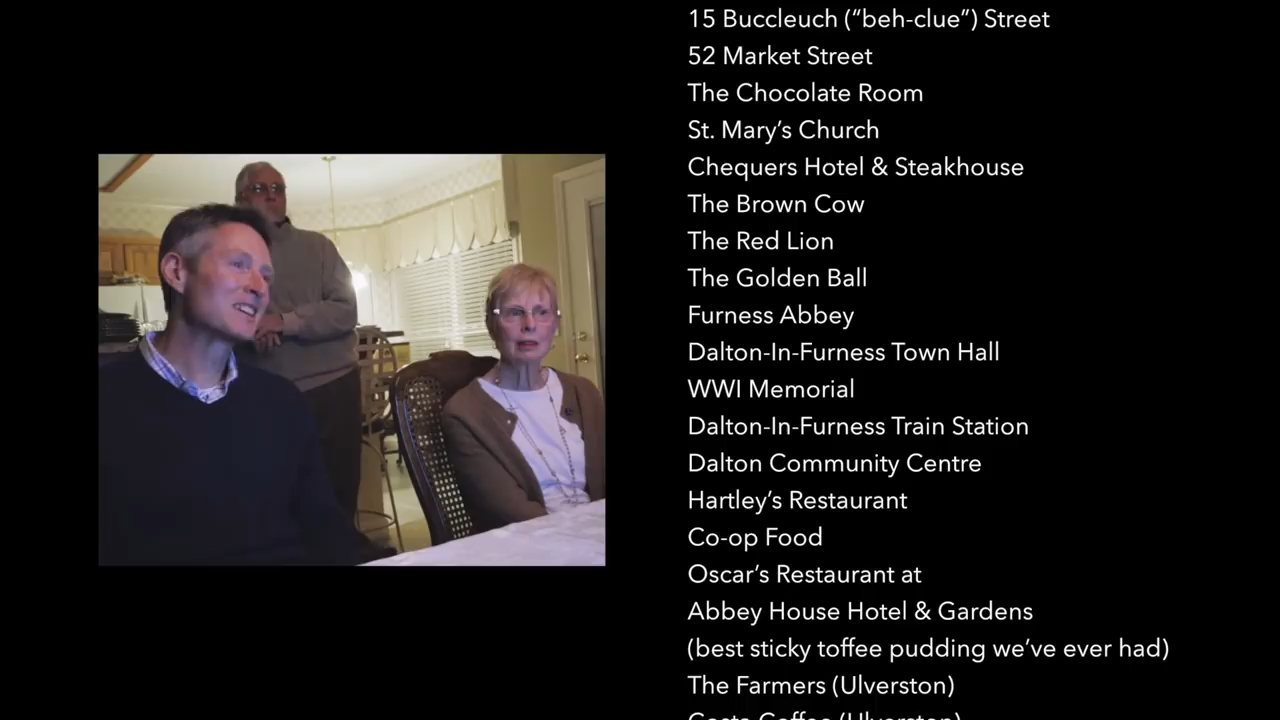 15 Buccleuch (“beh-clue”) Street
52 Market Street
The Chocolate Room
St. Mary’s Church
Chequers Hotel & Steakhouse
The Brown Cow
The Red Lion
The Golden Ball
Furness Abbey
Dalton-In-Furness Town Hall
WWI Memorial
Dalton-In-Furness Train Station
Dalton Community Centre
Hartley’s Restaurant
Co-op Food
Oscar’s Restaurant at
Abbey House Hotel & Gardens
(best sticky toffee pudding we’ve ever had)
The Farmers (Ulverston)
Costa Coffee (Ulverston)